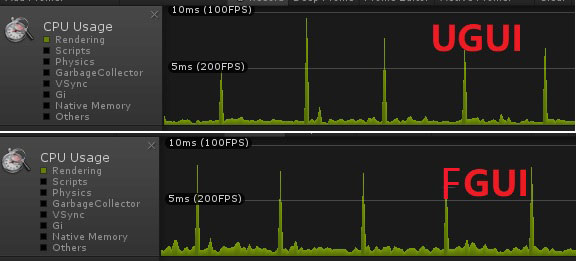 10ms (100FPS)
CPU Usage
UGUI
Rendering
Scripts
Physics
5ms (200FPS)
GarbageCollector
VSync
Gi
Native Memory
Others
10ms (100FPS)
CPU Usage
Rendering
FGUI
Scripts
Physics
5ms (200FPS)
GarbageCollector
VSync
Gi
Native Memory
Others